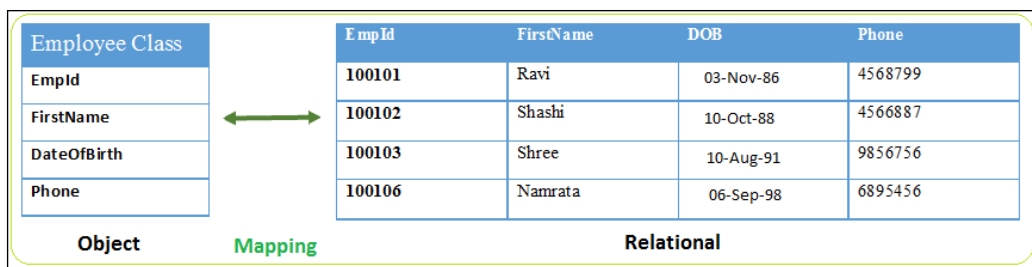 Employee Class
EmpId
FirstName
DateOfBirth
Phone
EmpId FirstName DOB Phone
100101 Ravi 03-Nov-86 4568799
100102 Shashi 10-Oct-88 4566887
100103 Shree 10-Aug-91 9856756
100106 Namrata 06-Sep-98 6895456
Object Mapping Relational